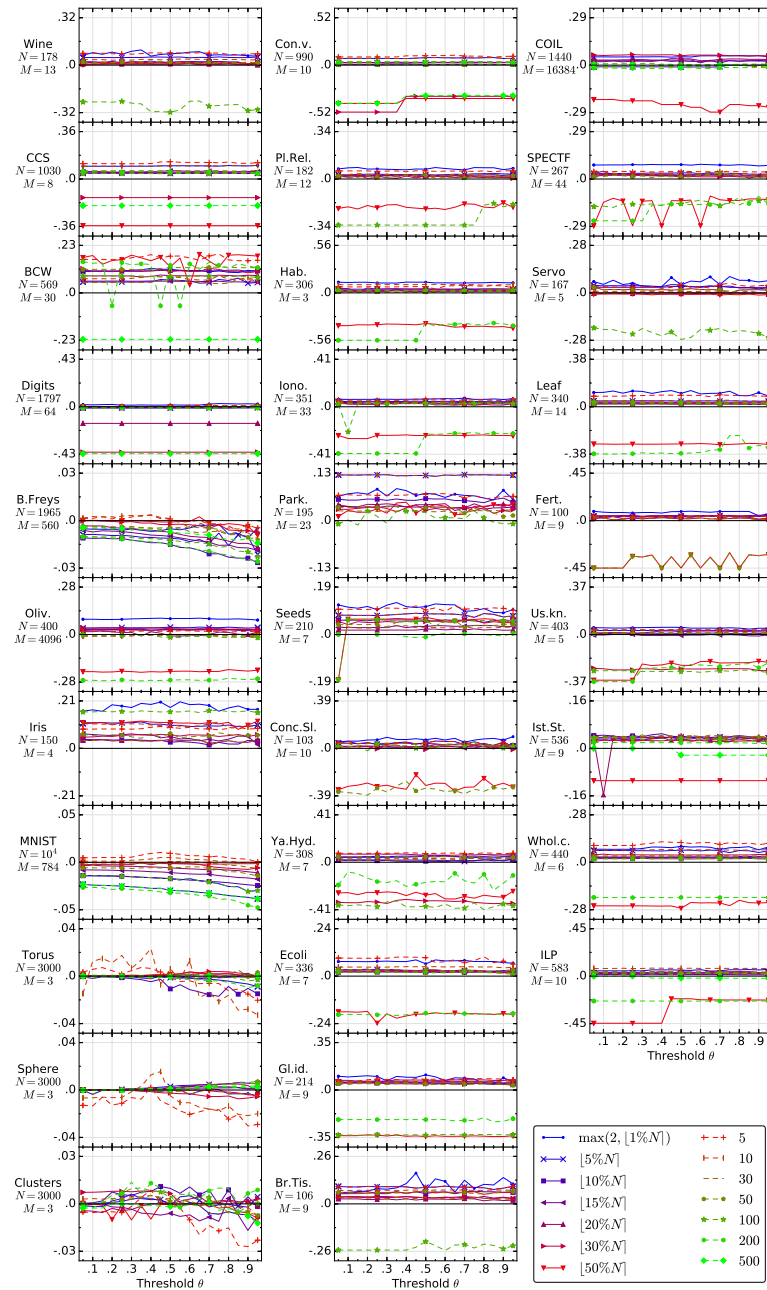 Wine
N = 178
M = 13
.52
.0
-.32
Con.v.
N = 990
M = 10
.52
.0
-.52
COIL
N = 1440
M = 16384
.29
.0
-.29
CCS
N = 1030
M = 8
.36
.0
-.36
Pl.Rel.
N = 182
M = 12
.34
.0
-.34
SPECTF
N = 267
M = 44
.29
.0
-.29
BCW
N = 569
M = 30
.23
.0
-.23
Hab.
N = 306
M = 3
.56
.0
-.56
Servo
N = 167
M = 5
.28
.0
-.28
Digits
N = 1797
M = 64
.43
.0
-.43
Iono.
N = 351
M = 33
.41
.0
-.41
Leaf
N = 340
M = 14
.38
.0
-.38
B.Freys
N = 1965
M = 560
.03
.0
-.03
Park.
N = 195
M = 23
.13
.0
-.13
Fert.
N = 100
M = 9
.45
.0
-.45
Oliv.
N = 400
M = 4096
.28
.0
-.28
Seeds
N = 210
M = 7
.19
.0
-.19
Us.kn.
N = 403
M = 5
.37
.0
-.37
Iris
N = 150
M = 4
.21
.0
-.21
Conc.Sl.
N = 103
M = 10
.39
.0
-.39
Ist.St.
N = 536
M = 9
.16
.0
-.16
MNIST
N = 10⁴
M = 784
.05
.0
-.05
Ya.Hyd.
N = 308
M = 7
.41
.0
-.41
Whol.c.
N = 440
M = 6
.28
.0
-.28
Torus
N = 3000
M = 3
.04
.0
-.04
Ecoli
N = 336
M = 7
.24
.0
-.24
ILP
N = 583
M = 10
.45
.0
-.45
.1 .2 .3 .4 .5 .6 .7 .8 .9
Threshold θ
Sphere
N = 3000
M = 3
.04
.0
-.04
Gl.id.
N = 214
M = 9
.35
.0
-.35
Clusters
N = 3000
M = 3
.03
.0
-.03
.1 .2 .3 .4 .5 .6 .7 .8 .9
Threshold θ
Br.Tis.
N = 106
M = 9
.26
.0
-.26
.1 .2 .3 .4 .5 .6 .7 .8 .9
Threshold θ
max(2, ⌊1%N⌉)
⌊5%N⌉
⌊10%N⌉
⌊15%N⌉
⌊20%N⌉
⌊30%N⌉
⌊50%N⌉
5
10
30
50
100
200
500